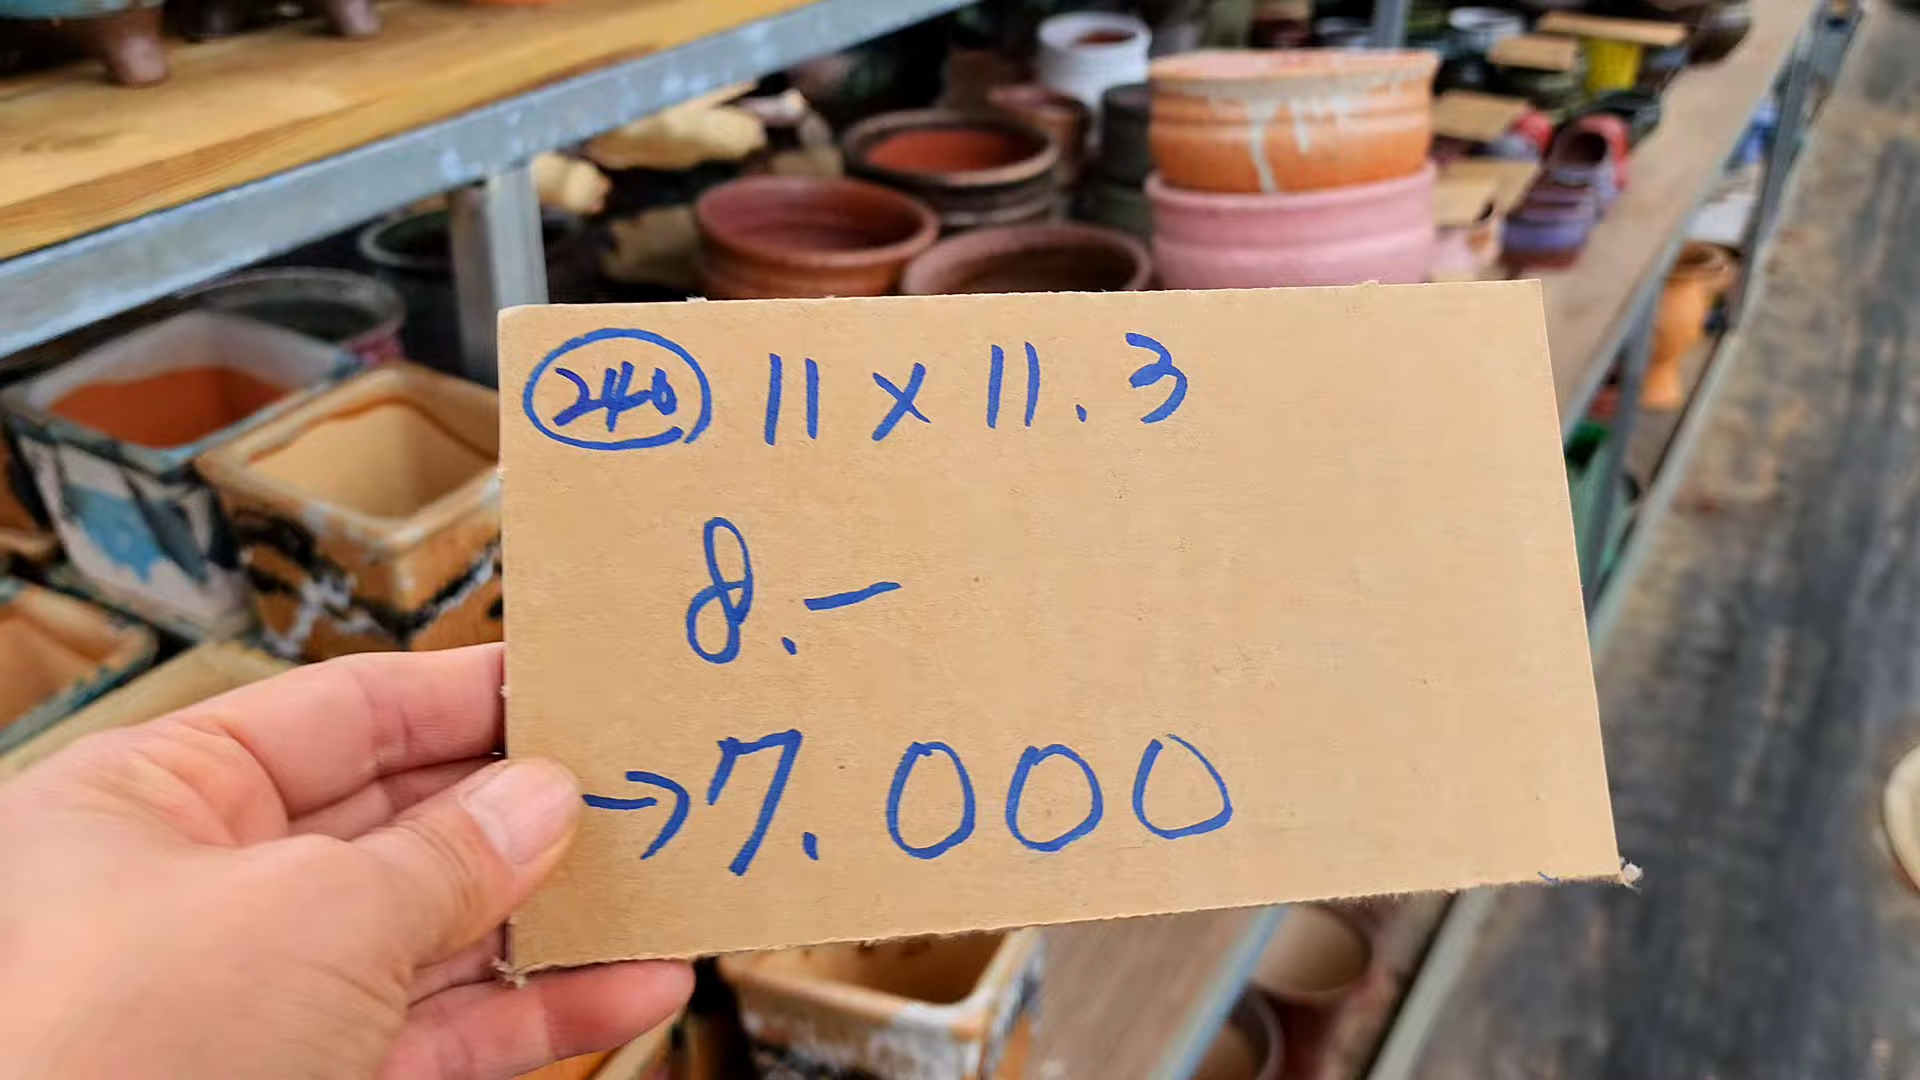 240 11 x 11.3
8.-
→ 7.000